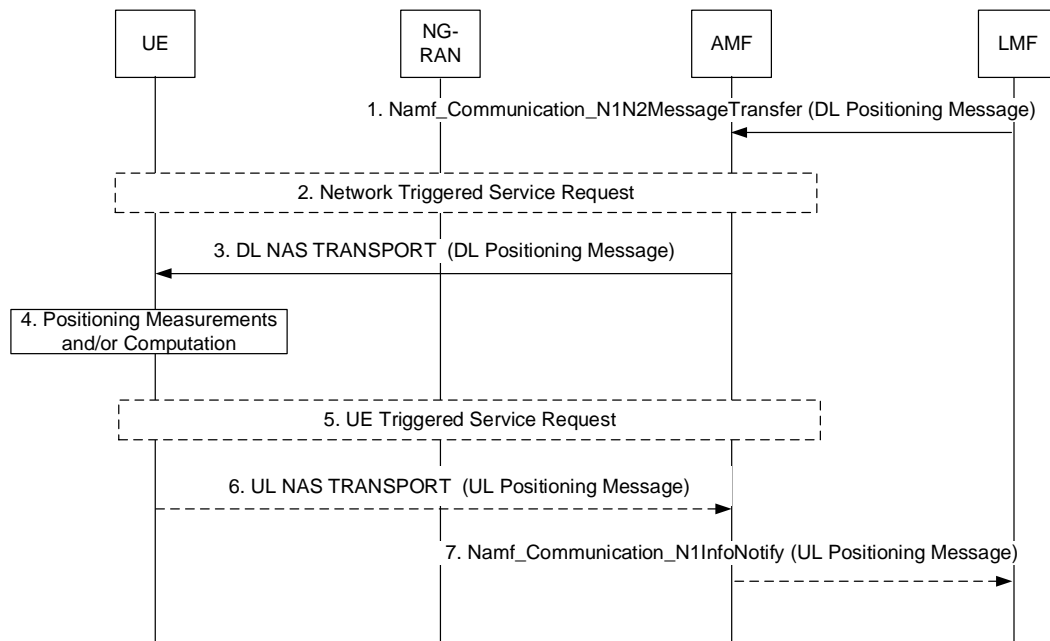 UE
NG-
RAN
AMF
LMF
1. Namf_Communication_N1N2MessageTransfer (DL Positioning Message)
2. Network Triggered Service Request
3. DL NAS TRANSPORT (DL Positioning Message)
4. Positioning Measurements
and/or Computation
5. UE Triggered Service Request
6. UL NAS TRANSPORT (UL Positioning Message)
7. Namf_Communication_N1InfoNotify (UL Positioning Message)